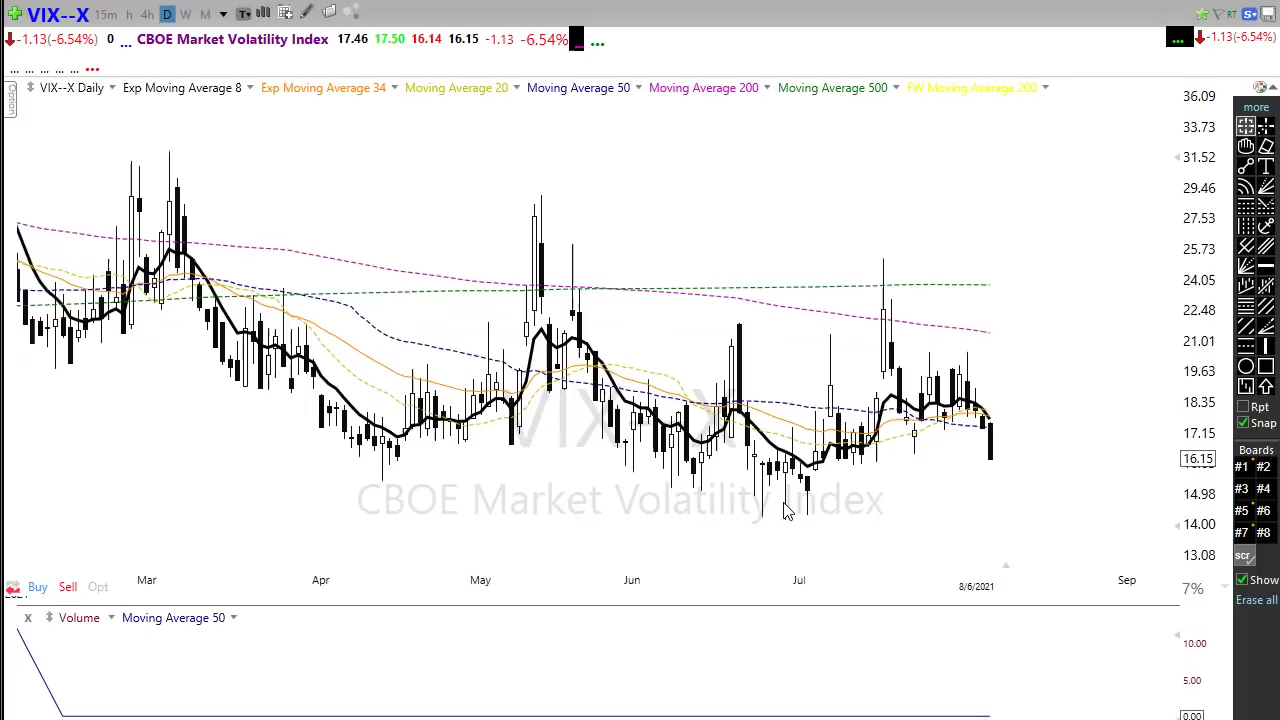 VIX--X 15m h 4h D W M T RT S
-1.13(-6.54%) 0 ... CBOE Market Volatility Index 17.46 17.50 16.14 16.15 -1.13 -6.54% ... ... ... -1.13(-6.54%)
... ... ... ... ... ...
Option
VIX--X Daily Exp Moving Average 8 Exp Moving Average 34 Moving Average 20 Moving Average 50 Moving Average 200 Moving Average 500 FW Moving Average 200
36.09
33.73
31.52
29.46
27.53
25.73
24.05
22.48
21.01
19.63
18.35
17.15
16.15
14.98
14.00
13.08
VIX--X
CBOE Market Volatility Index
Mar Apr May Jun Jul 8/6/2021 Sep
Buy Sell Opt 7%
X Volume Moving Average 50
10.00
5.00
0.00
more
T
Rpt
Snap
Boards
#1 #2
#3 #4
#5 #6
#7 #8
scr
Show
Erase all